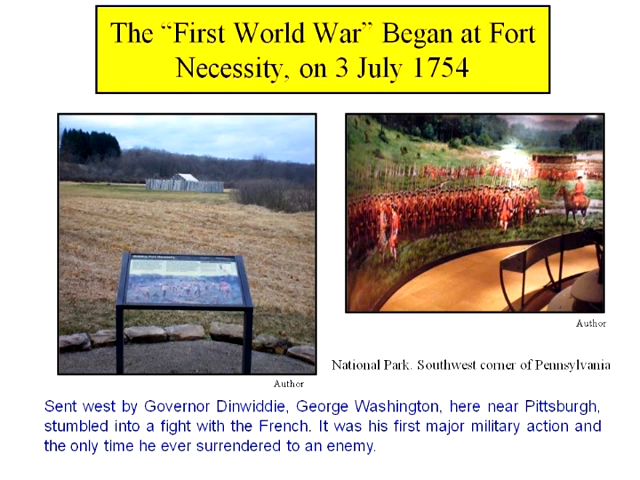 The “First World War” Began at Fort
Necessity, on 3 July 1754
Author
National Park. Southwest corner of Pennsylvania
Author
Sent west by Governor Dinwiddie, George Washington, here near Pittsburgh,
stumbled into a fight with the French. It was his first major military action and
the only time he ever surrendered to an enemy.